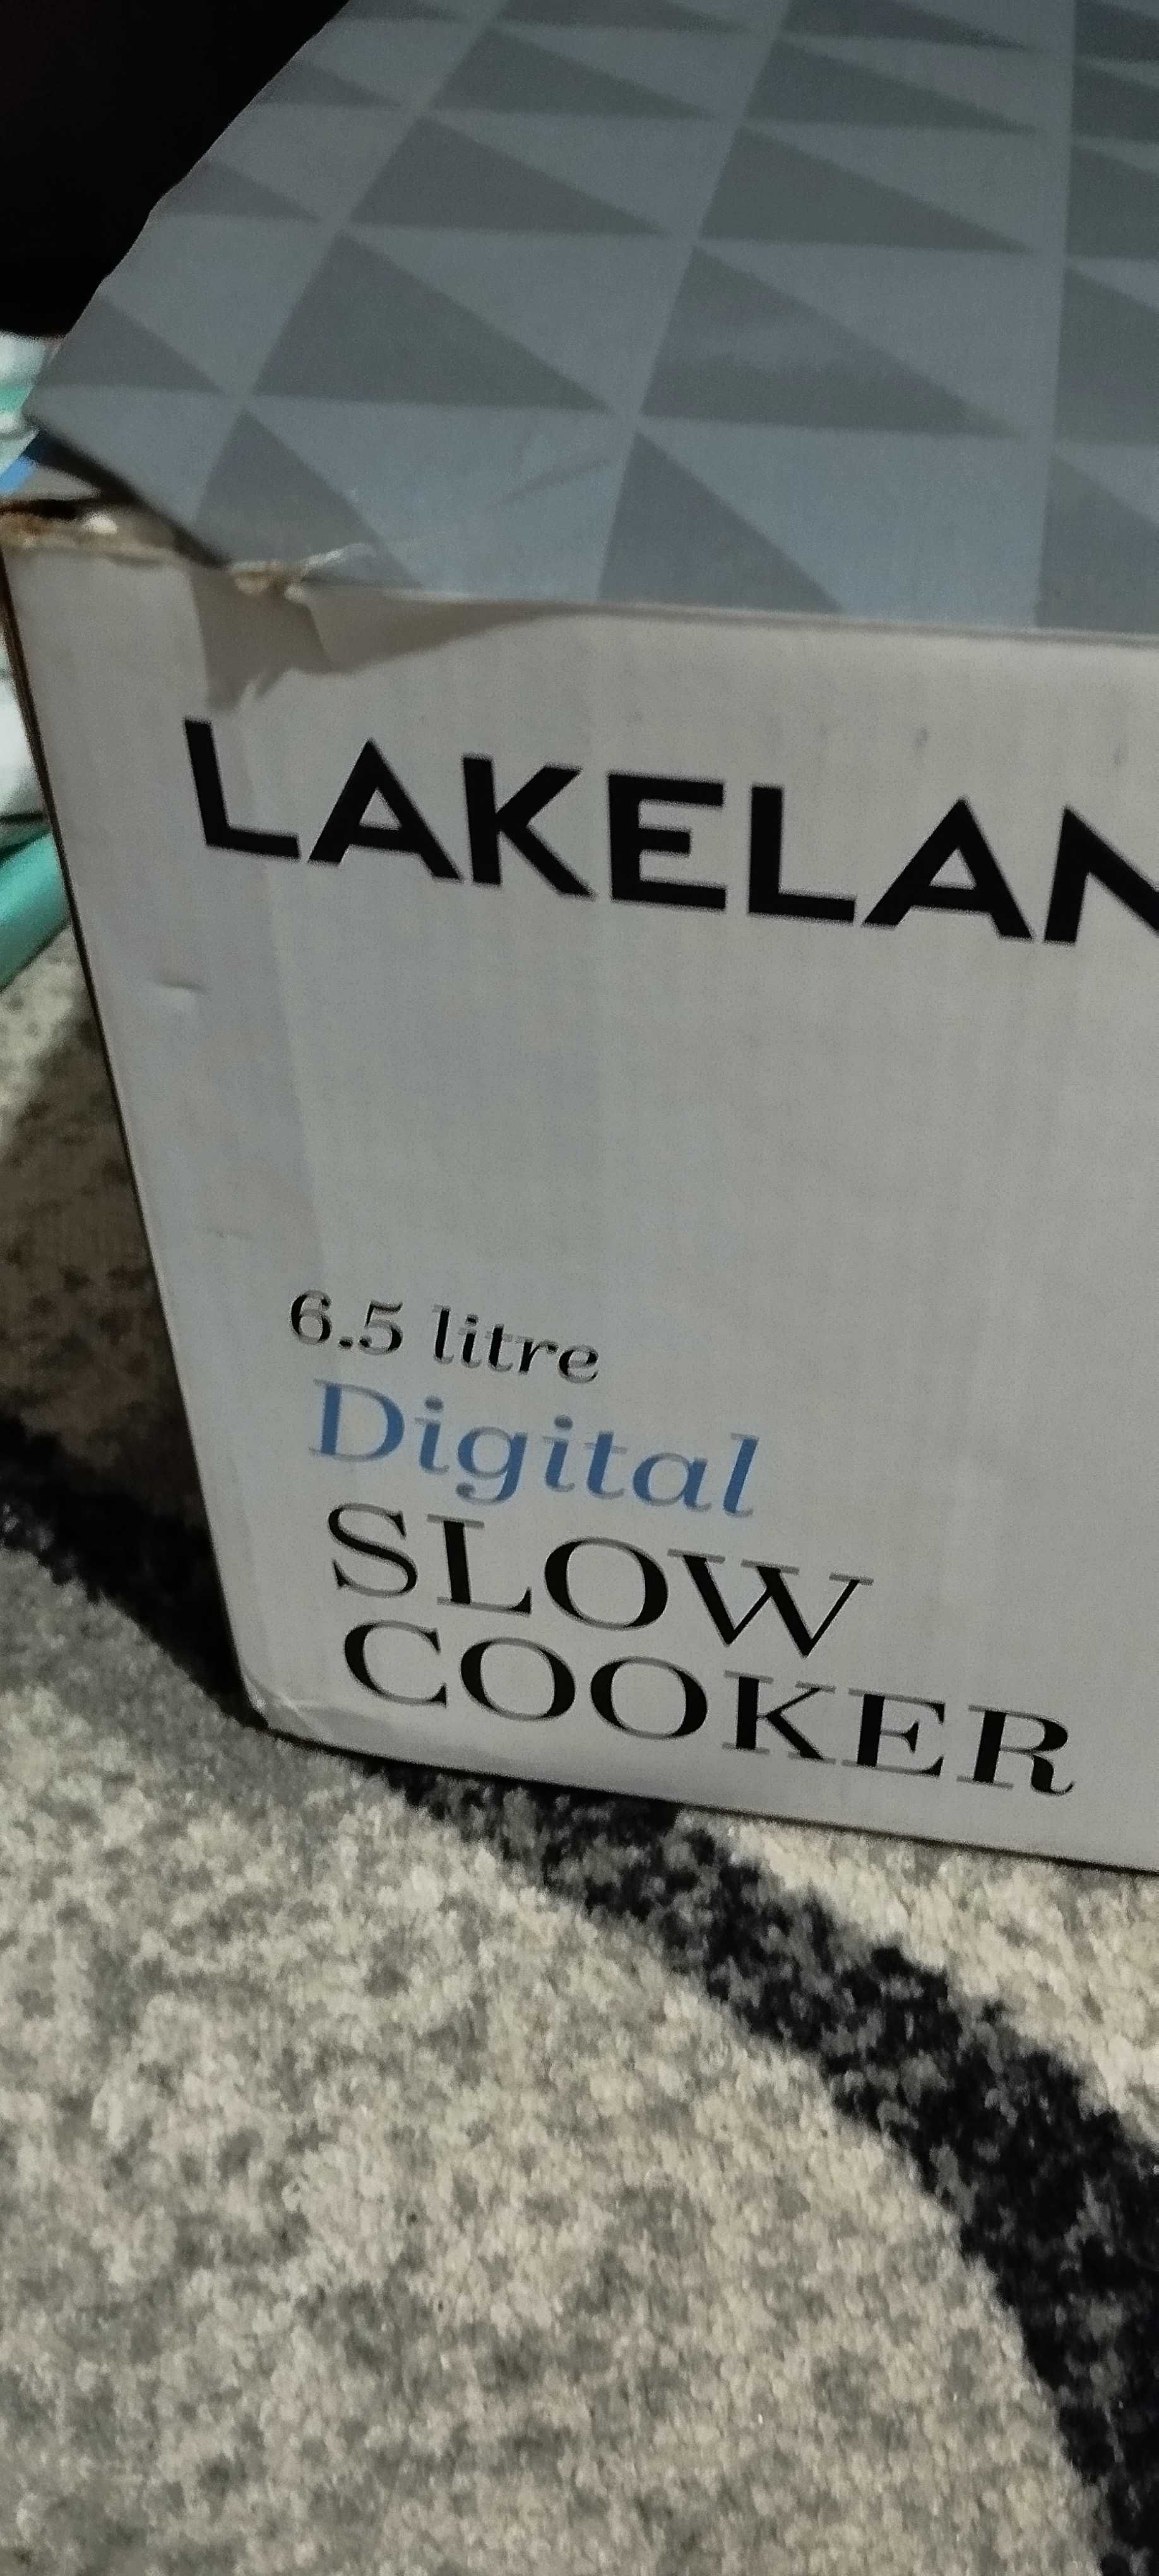 LAKELAN
6.5 litre
Digital
SLOW
COOKER